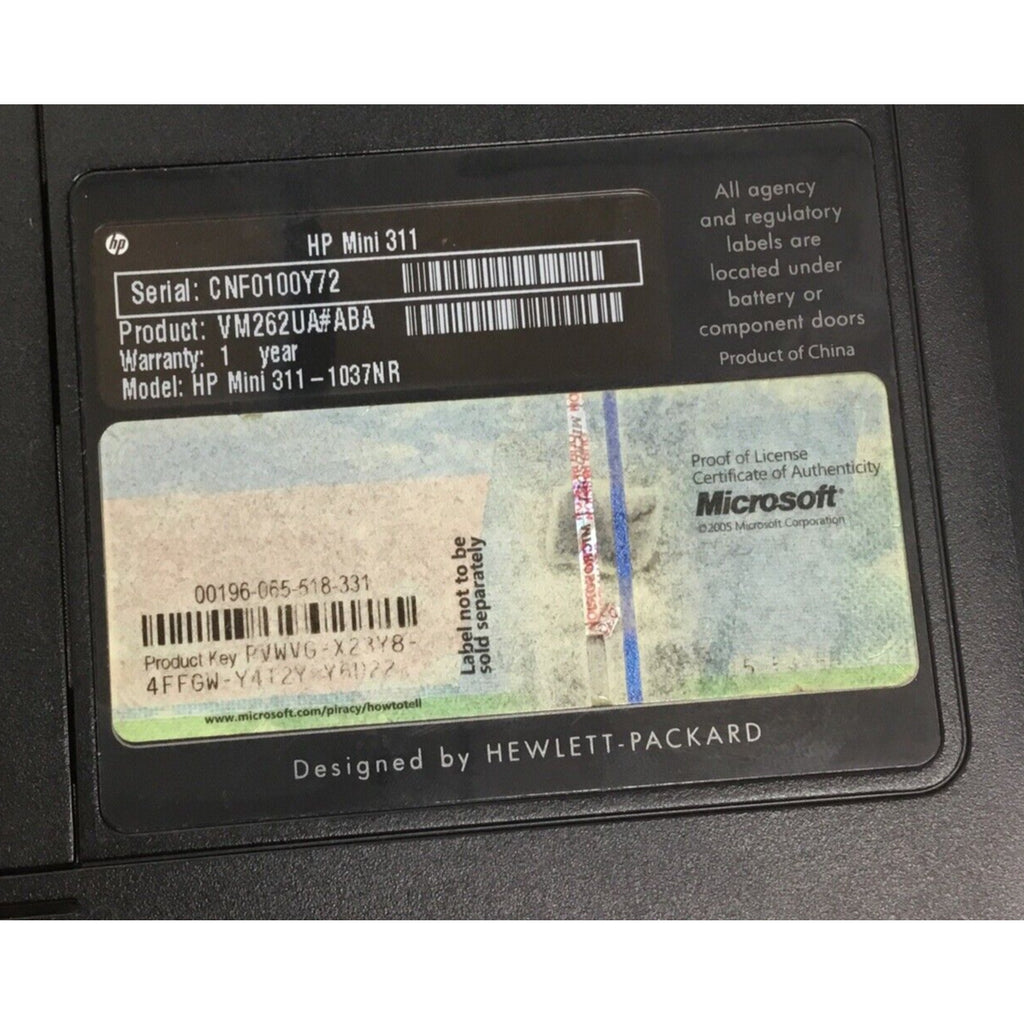 hp
HP Mini 311
Serial: CNF0100Y72
Product: VM262UA#ABA
Warranty: 1 year
Model: HP Mini 311-1037NR
All agency
and regulatory
labels are
located under
battery or
component doors
Product of China
Proof of License
Certificate of Authenticity
Microsoft®
©2005 Microsoft Corporation
00196-065-518-331
Product Key
Label not to be
sold separately
www.microsoft.com/piracy/howtotell
Designed by HEWLETT-PACKARD